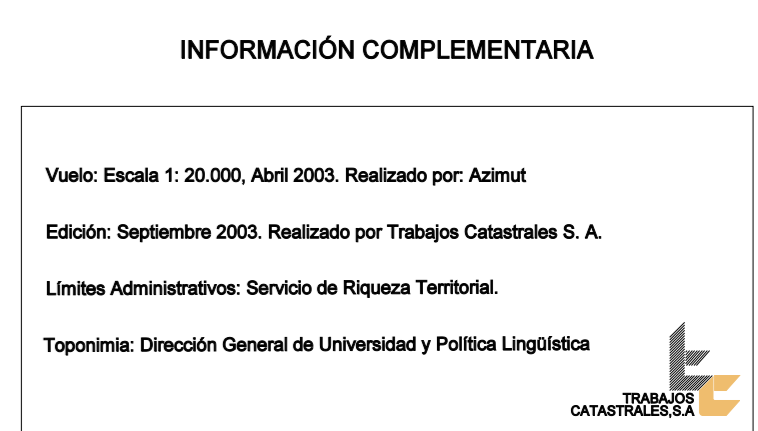 INFORMACIÓN COMPLEMENTARIA
Vuelo: Escala 1: 20.000, Abril 2003. Realizado por: Azimut
Edición: Septiembre 2003. Realizado por Trabajos Catastrales S. A.
Límites Administrativos: Servicio de Riqueza Territorial.
Toponimia: Dirección General de Universidad y Política Lingüística
TRABAJOS
CATASTRALES,S.A